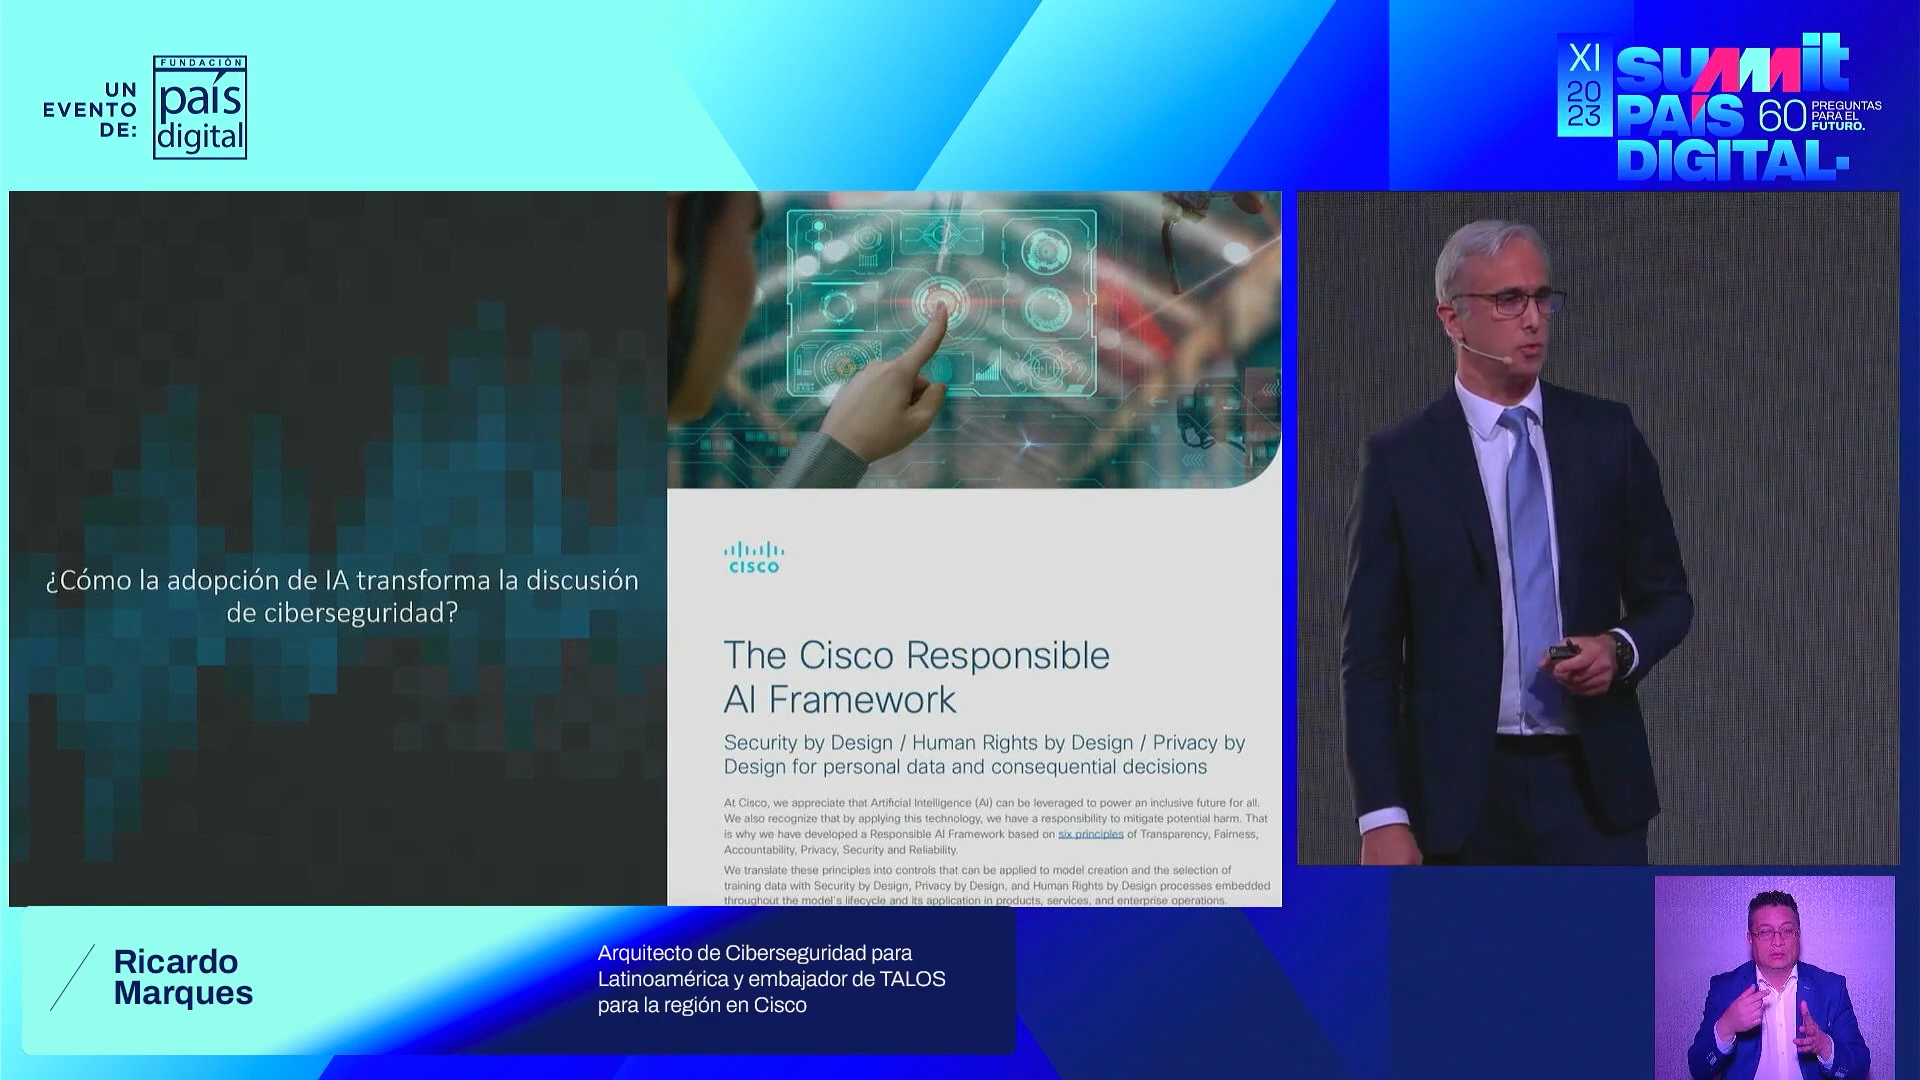 UN
EVENTO
DE:
FUNDACIÓN
país
digital
XI
2023
SUMMIT
PAÍS
DIGITAL
60
PREGUNTAS
PARA EL
FUTURO.
¿Cómo la adopción de IA transforma la discusión
de ciberseguridad?
CISCO
The Cisco Responsible
AI Framework
Security by Design / Human Rights by Design / Privacy by
Design for personal data and consequential decisions
At Cisco, we appreciate that Artificial Intelligence (AI) can be leveraged to power an inclusive future for all.
We also recognize that by applying this technology, we have a responsibility to mitigate potential harm. That
is why we have developed a Responsible AI Framework based on six principles of Transparency, Fairness,
Accountability, Privacy, Security and Reliability.
We translate these principles into controls that can be applied to model creation and the selection of
training data with Security by Design, Privacy by Design, and Human Rights by Design processes embedded
throughout the model's lifecycle and its application in products, services, and enterprise operations.
Ricardo
Marques
Arquitecto de Ciberseguridad para
Latinoamérica y embajador de TALOS
para la región en Cisco